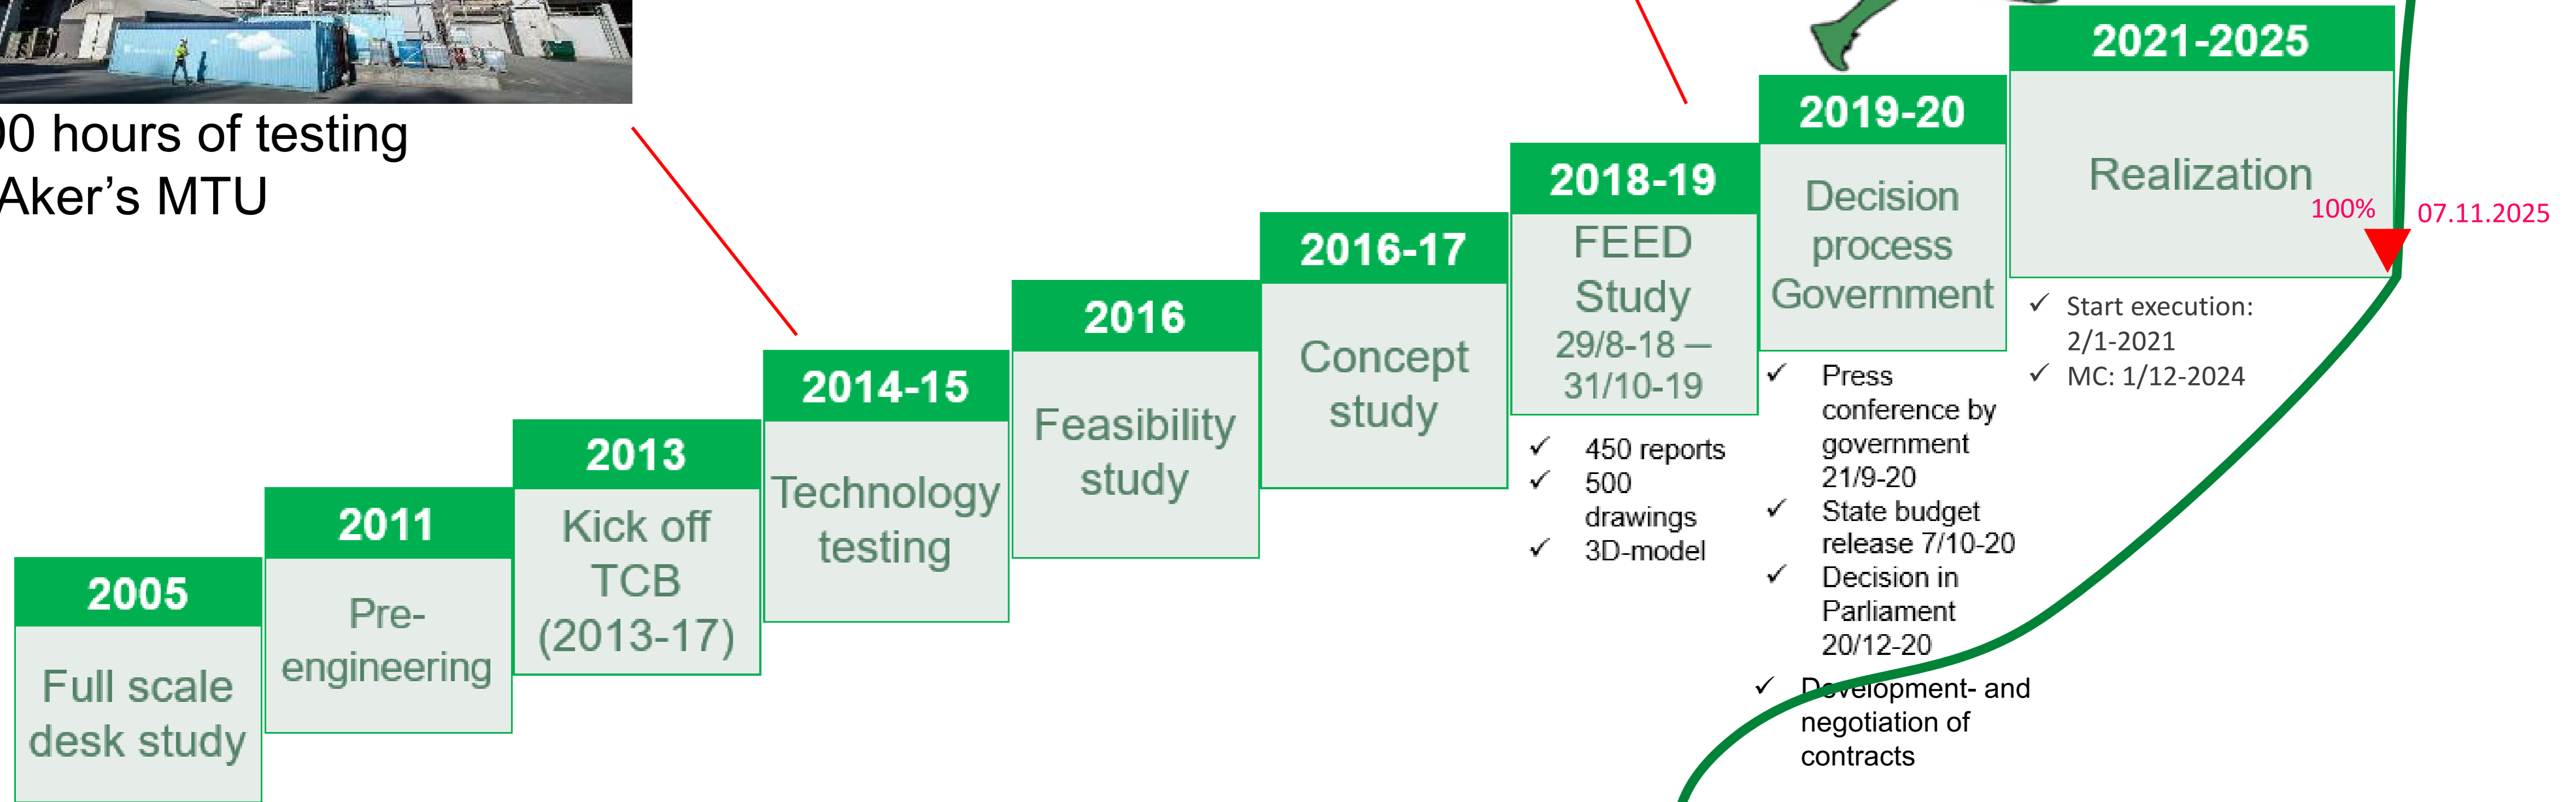 00 hours of testing
Aker's MTU
2005
Full scale
desk study
2011
Pre-
engineering
2013
Kick off
TCB
(2013-17)
2014-15
Technology
testing
2016
Feasibility
study
2016-17
Concept
study
2018-19
FEED
Study
29/8-18 –
31/10-19
✓ 450 reports
✓ 500
drawings
✓ 3D-model
2019-20
Decision
process
Government
✓ Press
conference by
government
21/9-20
✓ State budget
release 7/10-20
✓ Decision in
Parliament
20/12-20
✓ Development- and
negotiation of
contracts
2021-2025
Realization
100%
07.11.2025
✓ Start execution:
2/1-2021
✓ MC: 1/12-2024